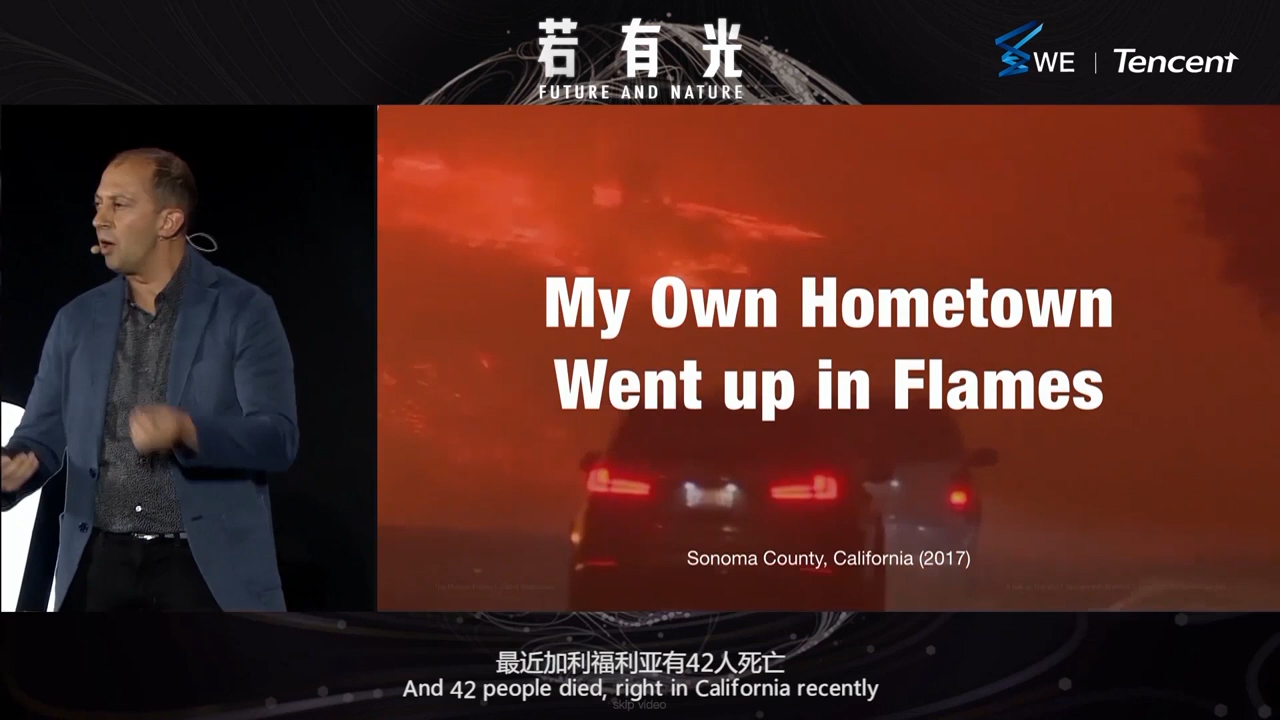 若有光
FUTURE AND NATURE
WE | Tencent
My Own Hometown
Went up in Flames
Sonoma County, California (2017)
最近加利福利亚有42人死亡
And 42 people died, right in California recently
skip video